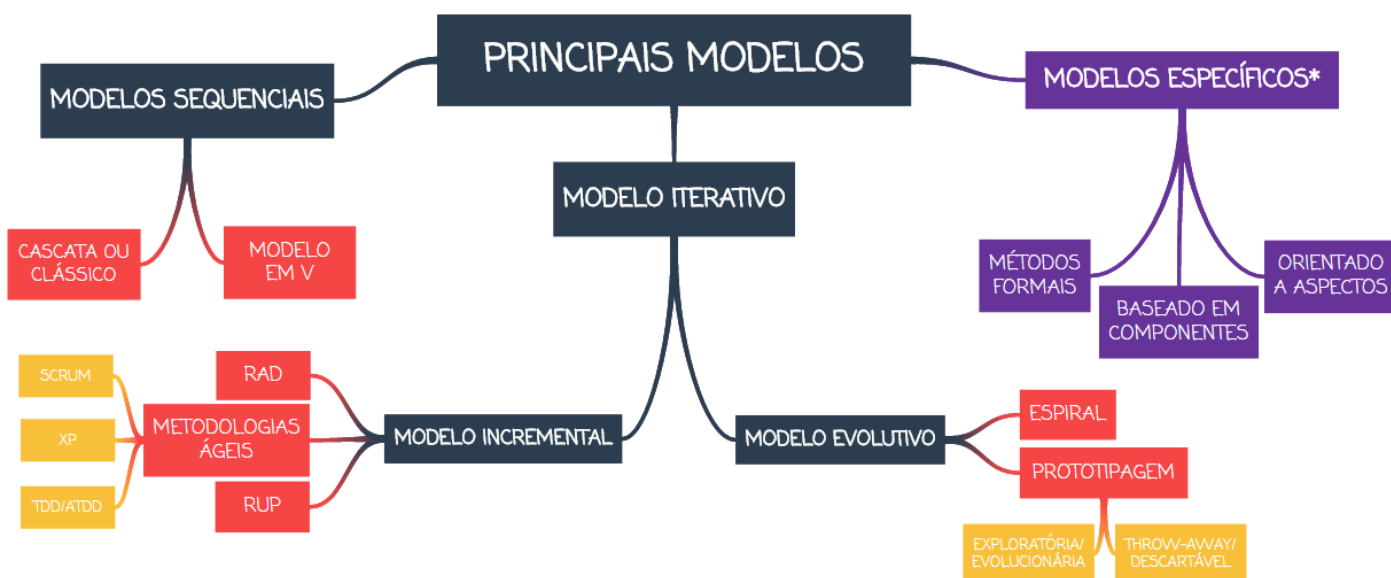 PRINCIPAIS MODELOS
MODELOS SEQUENCIAIS
CASCATA OU
CLÁSSICO
MODELO
EM V
MODELO ITERATIVO
MODELO INCREMENTAL
RAD
METODOLOGIAS
ÁGEIS
SCRUM
XP
TDD/ATDD
RUP
MODELO EVOLUTIVO
ESPIRAL
PROTOTIPAGEM
EXPLORATÓRIA/
EVOLUCIONÁRIA
THROW-AWAY/
DESCARTÁVEL
MODELOS ESPECÍFICOS*
MÉTODOS
FORMAIS
BASEADO EM
COMPONENTES
ORIENTADO
A ASPECTOS